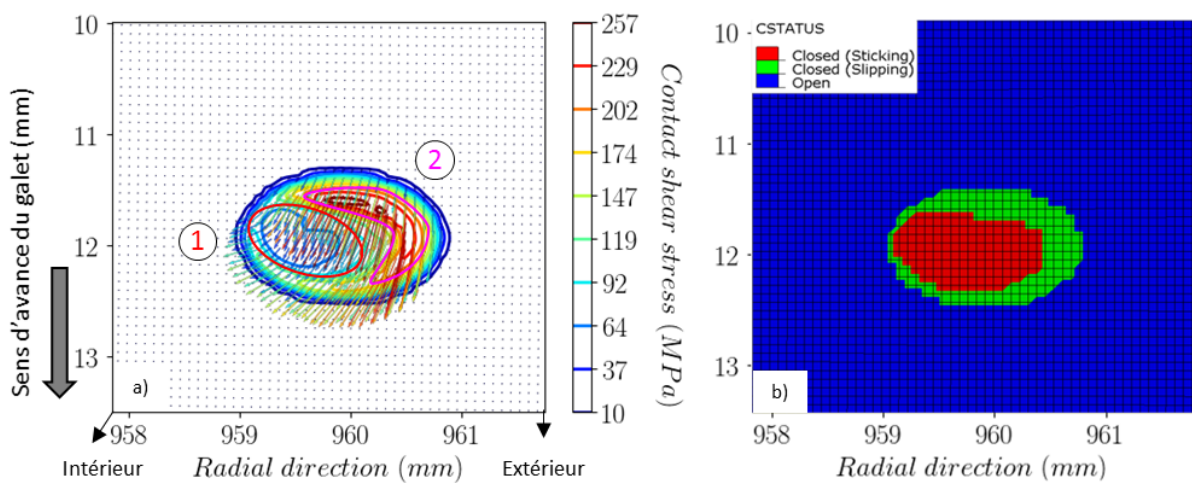 10
11
12
13
Sens d'avance du galet (mm)
1
2
a)
958
959
960
961
Intérieur
Radial direction (mm)
Extérieur
257
229
202
174
147
119
92
64
37
10
Contact shear stress (MPa)
10
11
12
13
CSTATUS
Closed (Sticking)
Closed (Slipping)
Open
b)
958
959
960
961
Radial direction (mm)